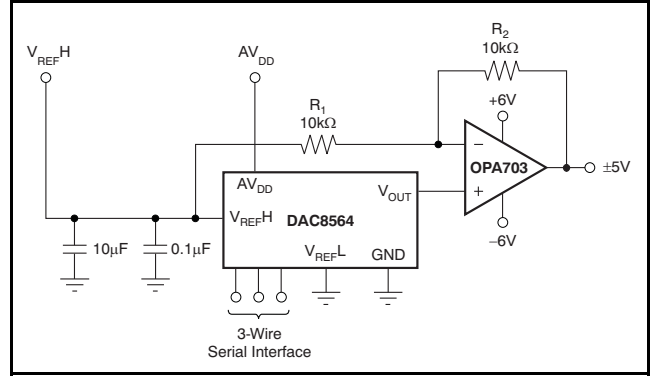 R2
10kΩ
VREFH
AVDD
R1
10kΩ
+6V
−
OPA703
+
±5V
−6V
AVDD
VOUT
VREFH
DAC8564
VREFL
GND
10μF
0.1μF
3-Wire
Serial Interface